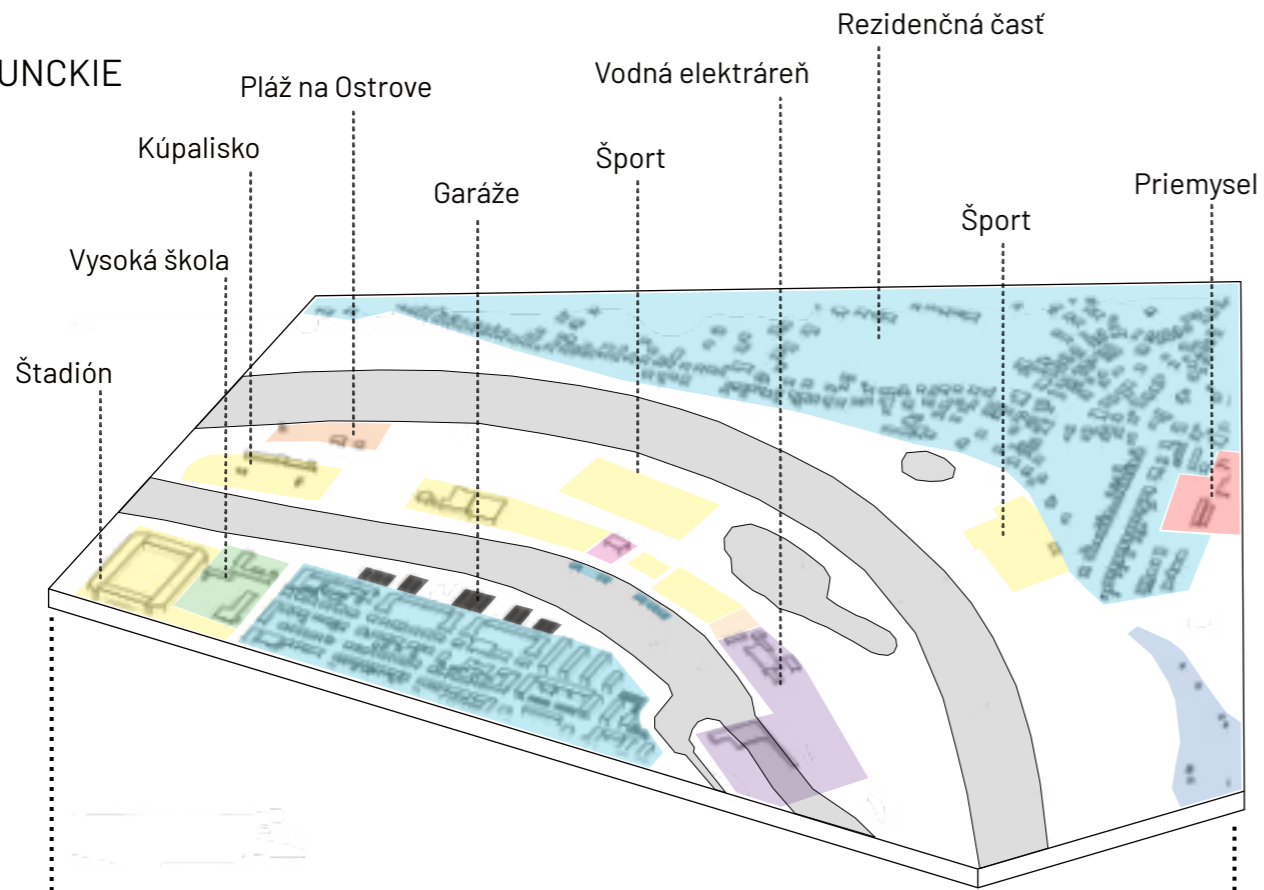 Rezidenčná časť
UNCKIE
Vodná elektráreň
Pláž na Ostrove
Kúpalisko
Šport
Garáže
Priemysel
Šport
Vysoká škola
Štadión